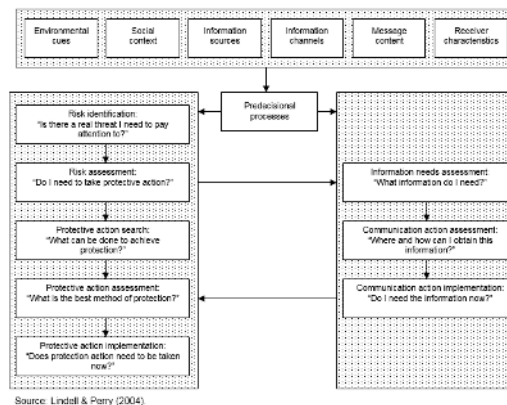 Environmental
cues
Social
context
Information
sources
Information
channels
Message
content
Receiver
characteristics
Predecisional
processes
Risk identification:
"Is there a real threat I need to pay
attention to?"
Risk assessment:
"Do I need to take protective action?"
Protective action search:
"What can be done to achieve
protection?"
Protective action assessment:
"What is the best method of protection?"
Protective action implementation:
"Does protection action need to be taken
now?"
Information needs assessment:
"What information do I need?"
Communication action assessment:
"Where and how can I obtain this
information?"
Communication action implementation:
"Do I need the information now?"
Source: Lindell & Perry (2004).